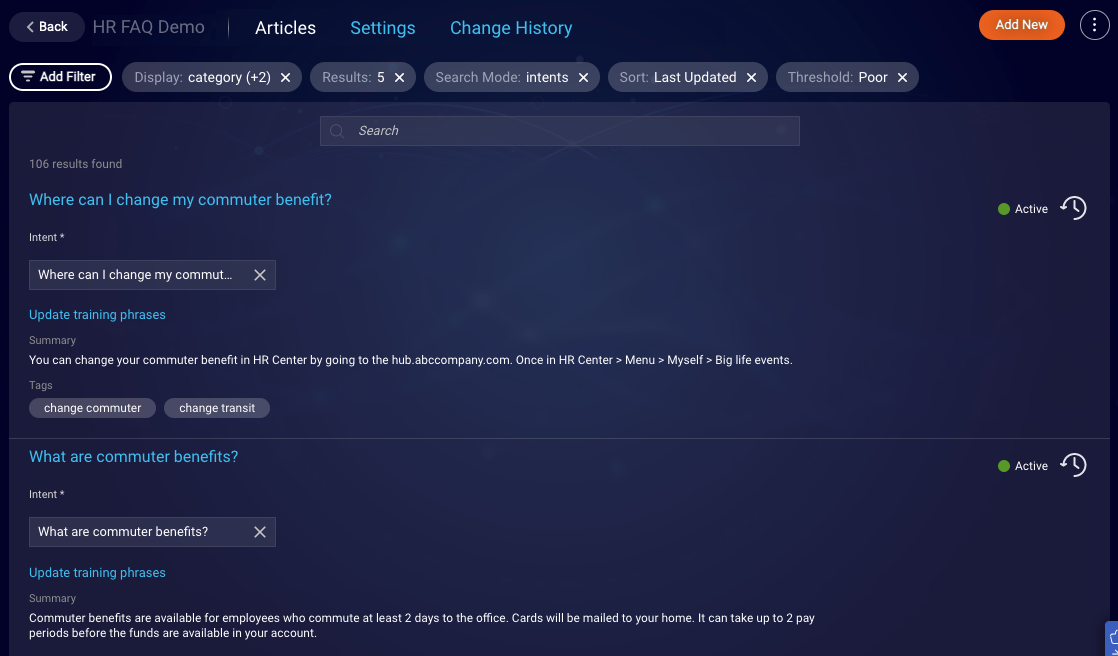 Back HR FAQ Demo Articles Settings Change History Add New
Add Filter Display: category (+2) Results: 5 Search Mode: intents Sort: Last Updated Threshold: Poor
Search
106 results found
Where can I change my commuter benefit?
Active
Intent *
Where can I change my commut...
Update training phrases
Summary
You can change your commuter benefit in HR Center by going to the hub.abccompany.com. Once in HR Center > Menu > Myself > Big life events.
Tags
change commuter change transit
What are commuter benefits?
Active
Intent *
What are commuter benefits?
Update training phrases
Summary
Commuter benefits are available for employees who commute at least 2 days to the office. Cards will be mailed to your home. It can take up to 2 pay
periods before the funds are available in your account.